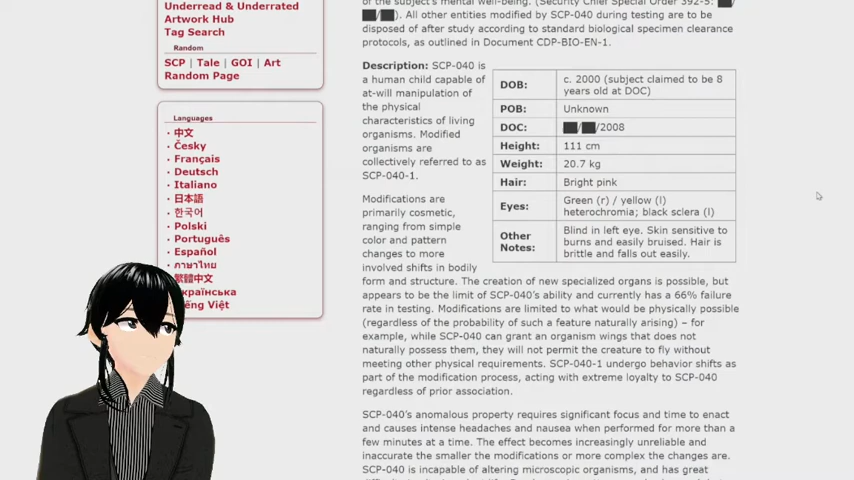 Underread & Underrated
Artwork Hub
Tag Search
Random
SCP | Tale | GOI | Art
Random Page
Languages
中文
Česky
Français
Deutsch
Italiano
日本語
한국어
Polski
Português
Español
ภาษาไทย
繁體中文
країнська
iếng Việt
of the subject's mental well-being. (Security Chief Special Order 392-5: ██/
██/██). All other entities modified by SCP-040 during testing are to be
disposed of after study according to standard biological specimen clearance
protocols, as outlined in Document CDP-BIO-EN-1.
Description: SCP-040 is
a human child capable of
at-will manipulation of
the physical
characteristics of living
organisms. Modified
organisms are
collectively referred to as
SCP-040-1.
DOB: c. 2000 (subject claimed to be 8
years old at DOC)
POB: Unknown
DOC: ██/██/2008
Height: 111 cm
Weight: 20.7 kg
Hair: Bright pink
Eyes: Green (r) / yellow (l)
heterochromia; black sclera (l)
Other Notes: Blind in left eye. Skin sensitive to
burns and easily bruised. Hair is
brittle and falls out easily.
Modifications are
primarily cosmetic,
ranging from simple
color and pattern
changes to more
involved shifts in bodily
form and structure. The creation of new specialized organs is possible, but
appears to be the limit of SCP-040's ability and currently has a 66% failure
rate in testing. Modifications are limited to what would be physically possible
(regardless of the probability of such a feature naturally arising) – for
example, while SCP-040 can grant an organism wings that does not
naturally possess them, they will not permit the creature to fly without
meeting other physical requirements. SCP-040-1 undergo behavior shifts as
part of the modification process, acting with extreme loyalty to SCP-040
regardless of prior association.
SCP-040's anomalous property requires significant focus and time to enact
and causes intense headaches and nausea when performed for more than a
few minutes at a time. The effect becomes increasingly unreliable and
inaccurate the smaller the modifications or more complex the changes are.
SCP-040 is incapable of altering microscopic organisms, and has great